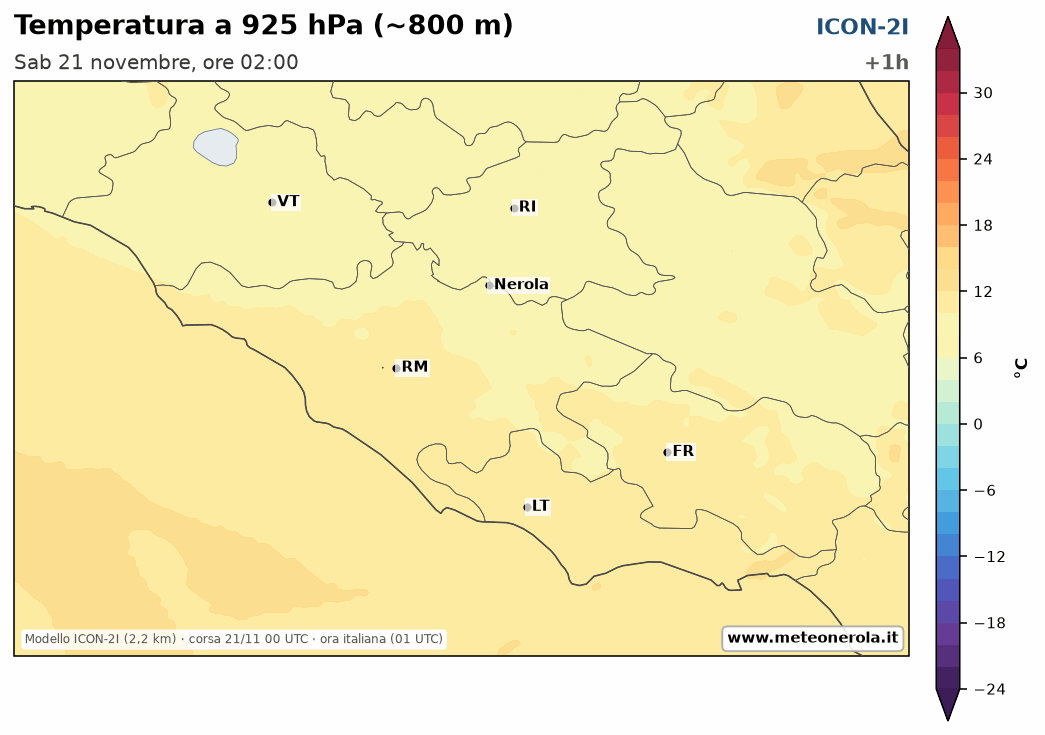 Temperatura a 925 hPa (~800 m)
ICON-2I
Sab 21 novembre, ore 02:00
+1h
VT
RI
Nerola
RM
FR
LT
30
24
18
12
6
0
−6
−12
−18
−24
°C
Modello ICON-2I (2,2 km) · corsa 21/11 00 UTC · ora italiana (01 UTC)
www.meteonerola.it